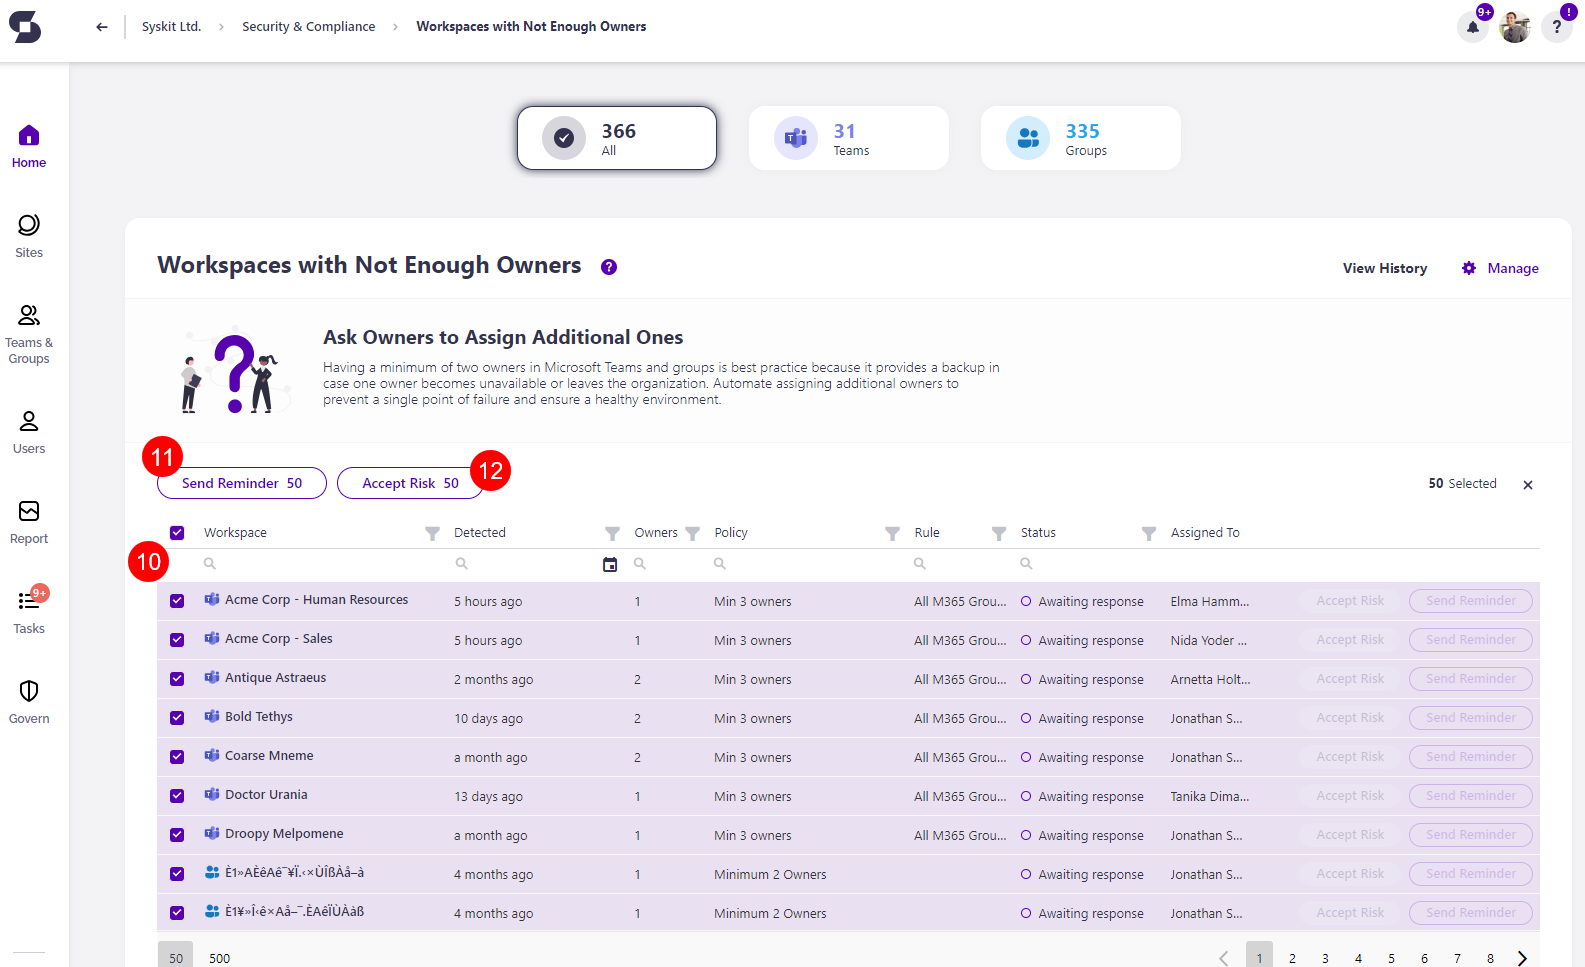 Syskit Ltd. > Security & Compliance > Workspaces with Not Enough Owners
9+
!
?
366
All
31
Teams
335
Groups
Home
Sites
Teams &
Groups
Users
Report
9+
Tasks
Govern
Workspaces with Not Enough Owners ?
View History
Manage
Ask Owners to Assign Additional Ones
Having a minimum of two owners in Microsoft Teams and groups is best practice because it provides a backup in
case one owner becomes unavailable or leaves the organization. Automate assigning additional owners to
prevent a single point of failure and ensure a healthy environment.
11
Send Reminder 50
Accept Risk 50
12
50 Selected
Workspace Detected Owners Policy Rule Status Assigned To
10
Acme Corp - Human Resources 5 hours ago 1 Min 3 owners All M365 Grou... Awaiting response Elma Hamm... Accept Risk Send Reminder
Acme Corp - Sales 5 hours ago 1 Min 3 owners All M365 Grou... Awaiting response Nida Yoder ... Accept Risk Send Reminder
Antique Astraeus 2 months ago 2 Min 3 owners All M365 Grou... Awaiting response Arnetta Holt... Accept Risk Send Reminder
Bold Tethys 10 days ago 2 Min 3 owners All M365 Grou... Awaiting response Jonathan S... Accept Risk Send Reminder
Coarse Mneme a month ago 2 Min 3 owners All M365 Grou... Awaiting response Jonathan S... Accept Risk Send Reminder
Doctor Urania 13 days ago 1 Min 3 owners All M365 Grou... Awaiting response Tanika Dima... Accept Risk Send Reminder
Droopy Melpomene a month ago 1 Min 3 owners All M365 Grou... Awaiting response Jonathan S... Accept Risk Send Reminder
È1»AÈêAê¯¥Ï.‹×ÙÎßÀå–à 4 months ago 1 Minimum 2 Owners Awaiting response Jonathan S... Accept Risk Send Reminder
È1¥»Î‹ê×Aå–¯.ÈAêÏÙÀàß 4 months ago 1 Minimum 2 Owners Awaiting response Jonathan S... Accept Risk Send Reminder
50 500
1 2 3 4 5 6 7 8